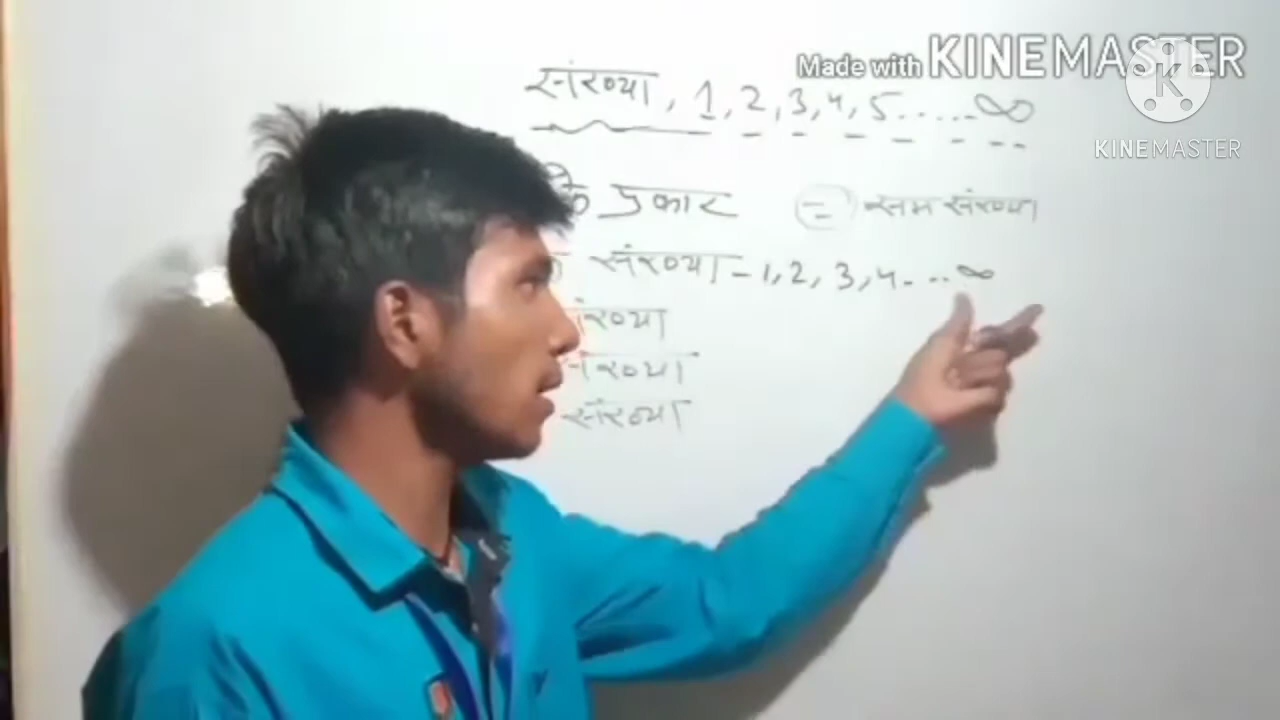 Made with KINEMASTER
K
KINEMASTER
संख्या, 1, 2, 3, 4, 5.....∞
के प्रकार = सम संख्या
संख्या - 1, 2, 3, 4....∞
संख्या
संख्या
संख्या